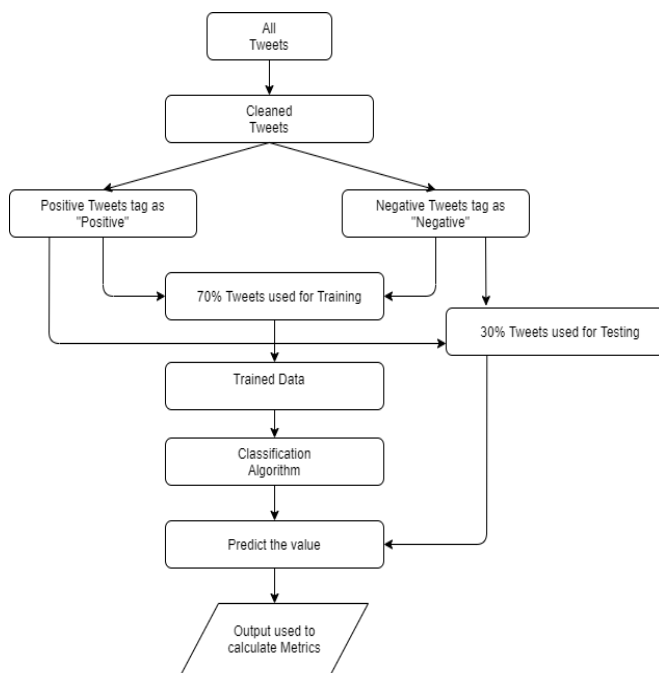 All
Tweets
Cleaned
Tweets
Positive Tweets tag as
"Positive"
Negative Tweets tag as
"Negative"
70% Tweets used for Training
30% Tweets used for Testing
Trained Data
Classification
Algorithm
Predict the value
Output used to
calculate Metrics